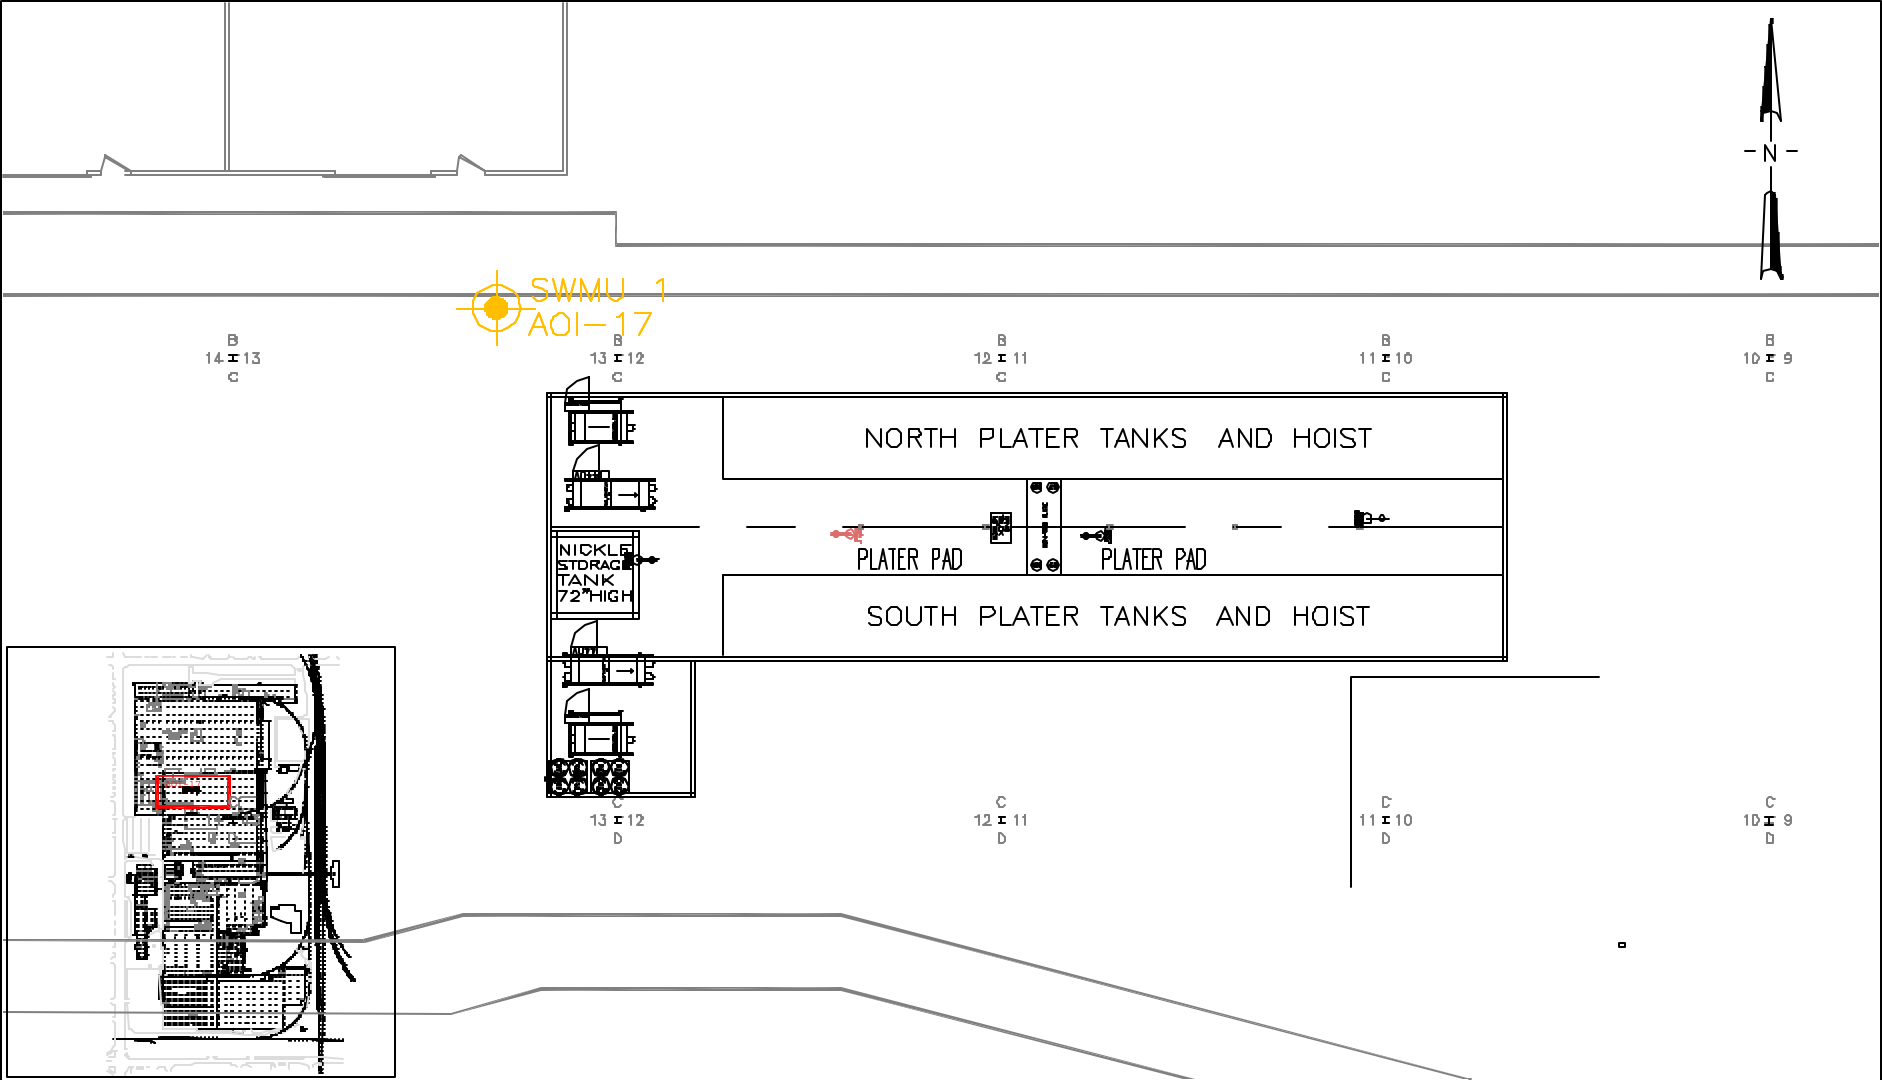 N
SWMU 1
AOI-17
B
14 13
C
B
13 12
C
B
12 11
C
B
11 10
C
B
10 9
C
NORTH PLATER TANKS AND HOIST
NICKLE
STORAGE
TANK
72"HIGH
PLATER PAD
PLATER PAD
SOUTH PLATER TANKS AND HOIST
C
13 12
D
C
12 11
D
C
11 10
D
C
10 9
D